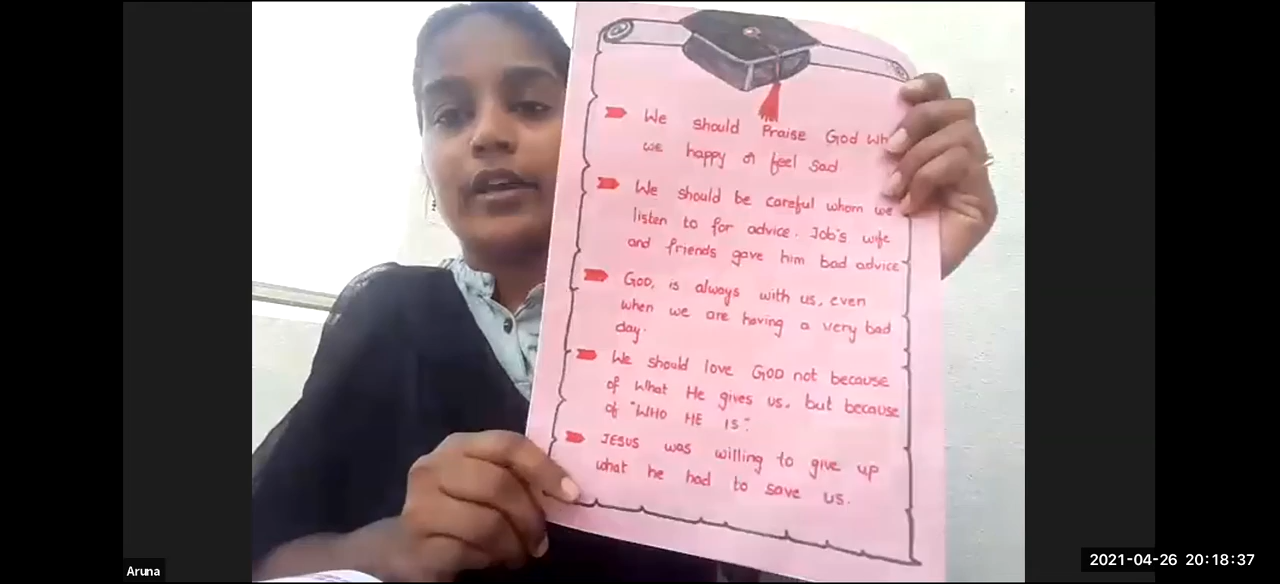 We should Praise God wh
we happy or feel sad
We should be careful whom we
listen to for advice. Job's wife
and friends gave him bad advice
GOD, is always with us, even
when we are having a very bad
day.
We should love GOD not because
of what He gives us, but because
of "WHO HE IS".
JESUS was willing to give up
what he had to save us.
Aruna
2021-04-26 20:18:37